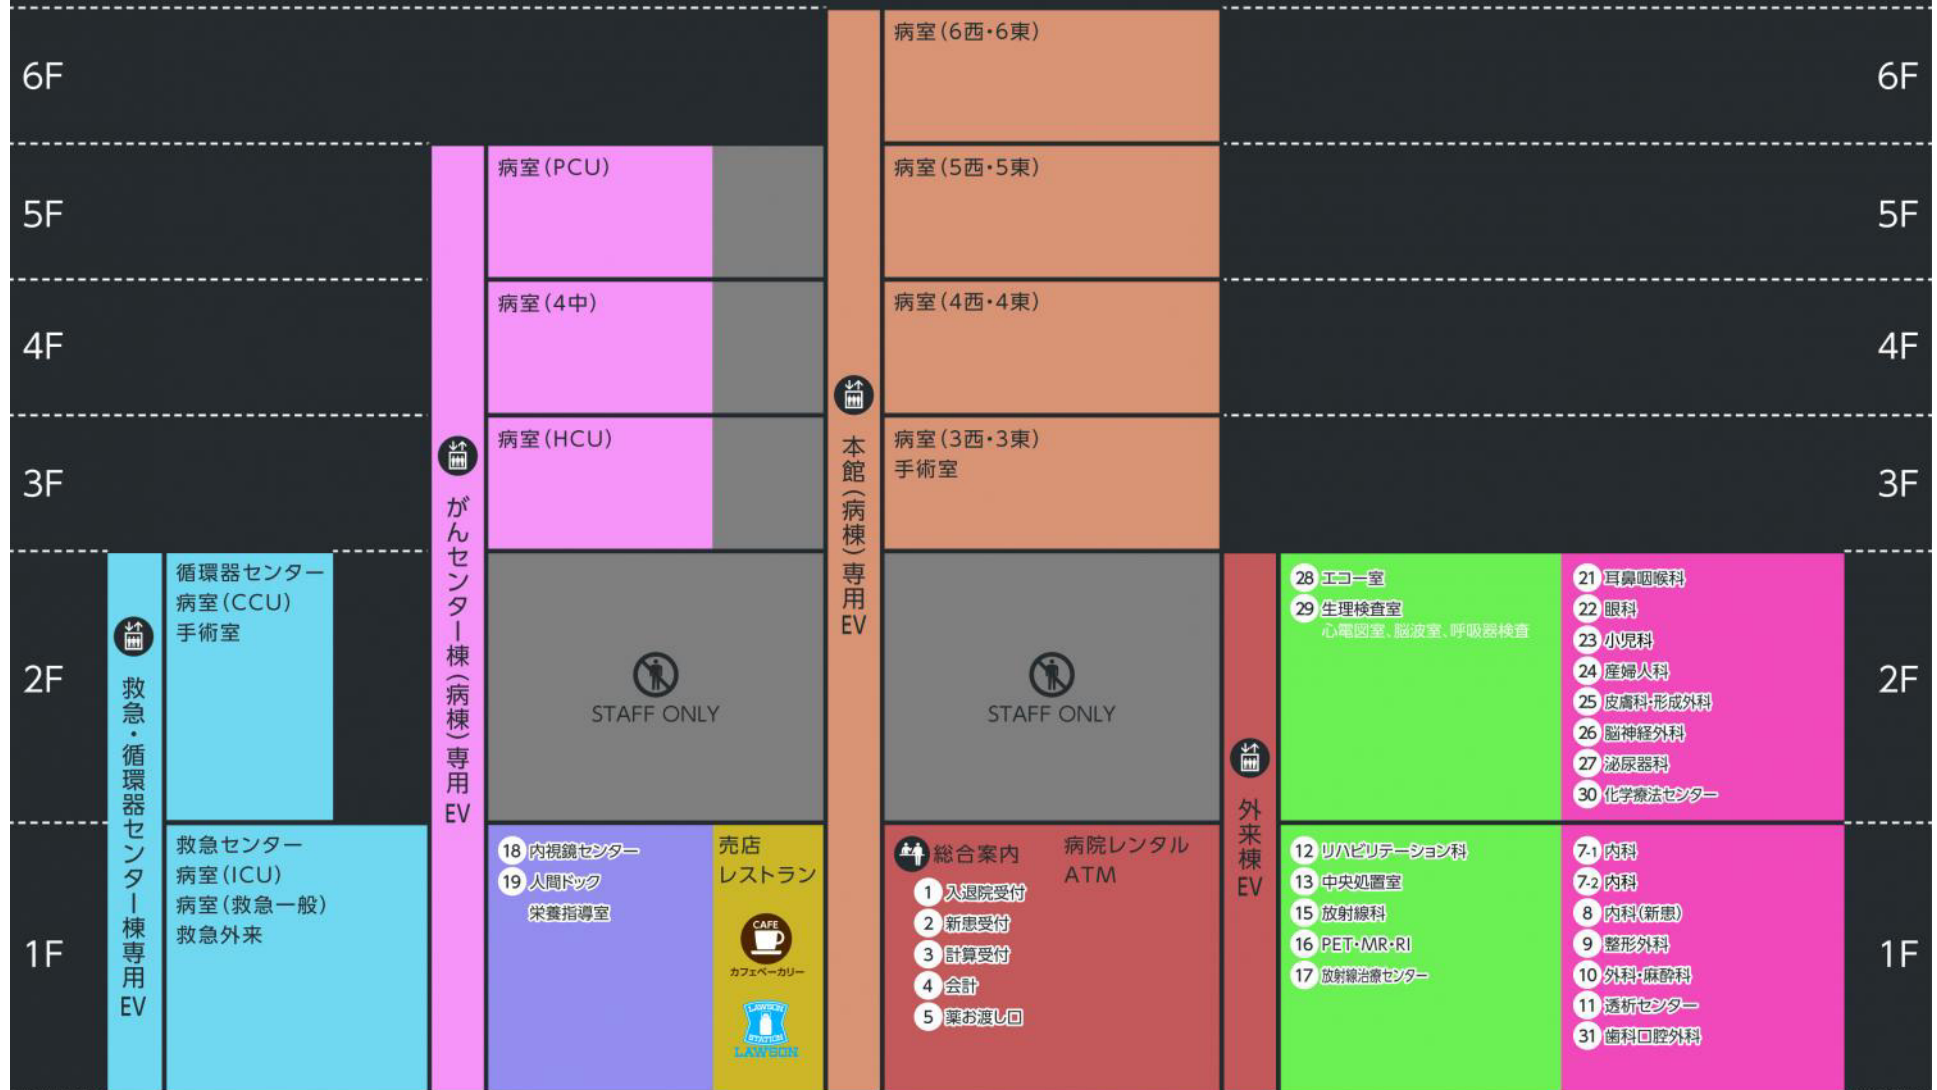 6F
病室(6西・6東)
6F
5F
病室(PCU)
病室(5西・5東)
5F
4F
病室(4中)
病室(4西・4東)
4F
3F
病室(HCU)
病室(3西・3東)
手術室
3F
2F
救急・循環器センター棟専用EV
循環器センター
病室(CCU)
手術室
がんセンター棟(病棟)専用EV
STAFF ONLY
本館(病棟)専用EV
STAFF ONLY
外来棟EV
28 エコー室
29 生理検査室
心電図室、脳波室、呼吸器検査
21 耳鼻咽喉科
22 眼科
23 小児科
24 産婦人科
25 皮膚科・形成外科
26 脳神経外科
27 泌尿器科
30 化学療法センター
2F
1F
救急センター
病室(ICU)
病室(救急一般)
救急外来
18 内視鏡センター
19 人間ドック
栄養指導室
売店
レストラン
CAFE
カフェベーカリー
LAWSON
STATION
LAWSON
総合案内
1 入退院受付
2 新患受付
3 計算受付
4 会計
5 薬お渡し口
病院レンタル
ATM
12 リハビリテーション科
13 中央処置室
15 放射線科
16 PET・MR・RI
17 放射線治療センター
7-1 内科
7-2 内科
8 内科(新患)
9 整形外科
10 外科・麻酔科
11 透析センター
31 歯科口腔外科
1F